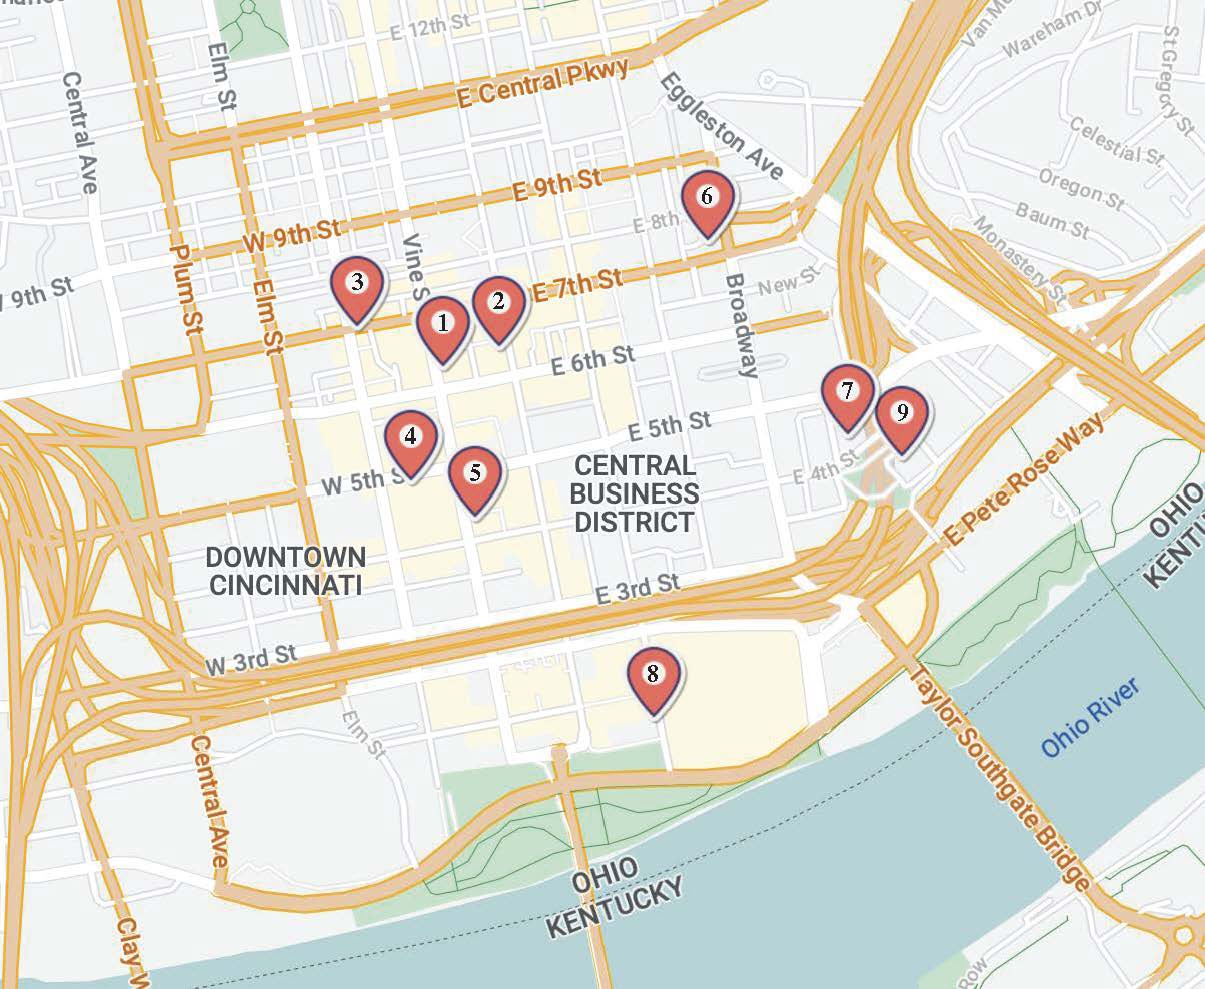 E 12th St
E Central Pkwy
Elm St
Central Ave
Eggleston Ave
Wareham Dr
St Gregory St
Celestial St.
Oregon St
Baum St
Monastery St
E 9th St
W 9th St
6
E 8th
Plum St
Elm St
Vine S
3
2
1
E 7th St
New St
Broadway
9th St
E 6th St
7
9
4
5
E 5th St
W 5th S
E 4th St
E Pete Rose Way
CENTRAL
BUSINESS
DISTRICT
OHIO
DOWNTOWN
CINCINNATI
E 3rd St
W 3rd St
8
Elm St
Central Ave
Taylor Southgate Bridge
Ohio River
OHIO
KENTUCKY
Clay W
Row